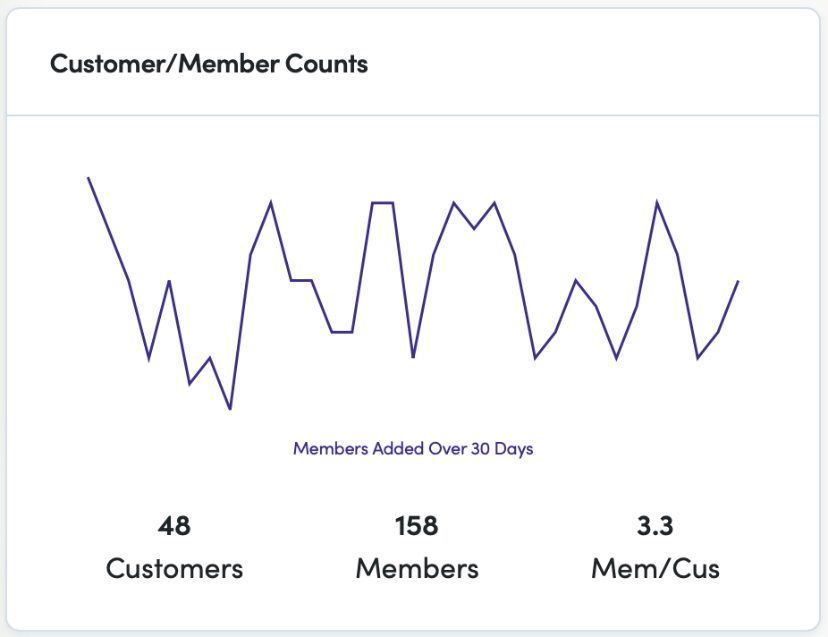 Customer/Member Counts
Members Added Over 30 Days
48
158
3.3
Customers
Members
Mem/Cus